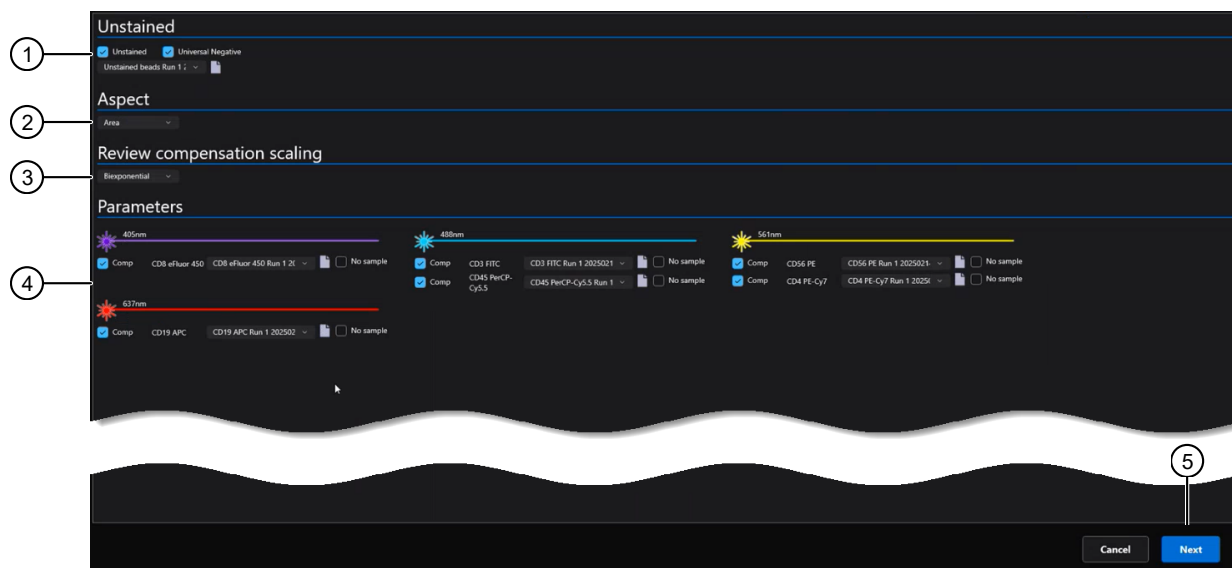 Unstained
1
Unstained Universal Negative
Unstained beads Run 1
Aspect
2
Area
Review compensation scaling
3
Biexponential
Parameters
405nm 488nm 561nm
Comp CD8 eFluor 450 CD8 eFluor 450 Run 1 2( No sample Comp CD3 FITC CD3 FITC Run 1 2025021 No sample Comp CD56 PE CD56 PE Run 1 2025021- No sample
4
Comp CD45 PerCP-Cy5.5 CD45 PerCP-Cy5.5 Run 1 No sample Comp CD4 PE-Cy7 CD4 PE-Cy7 Run 1 2025( No sample
637nm
Comp CD19 APC CD19 APC Run 1 202502 No sample
5
Cancel Next